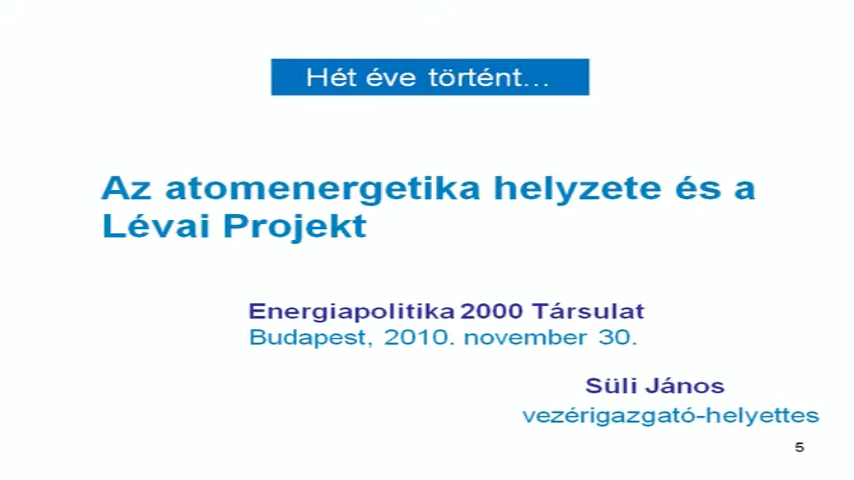 Hét éve történt...
Az atomenergetika helyzete és a
Lévai Projekt
Energiapolitika 2000 Társulat
Budapest, 2010. november 30.
Süli János
vezérigazgató-helyettes
5